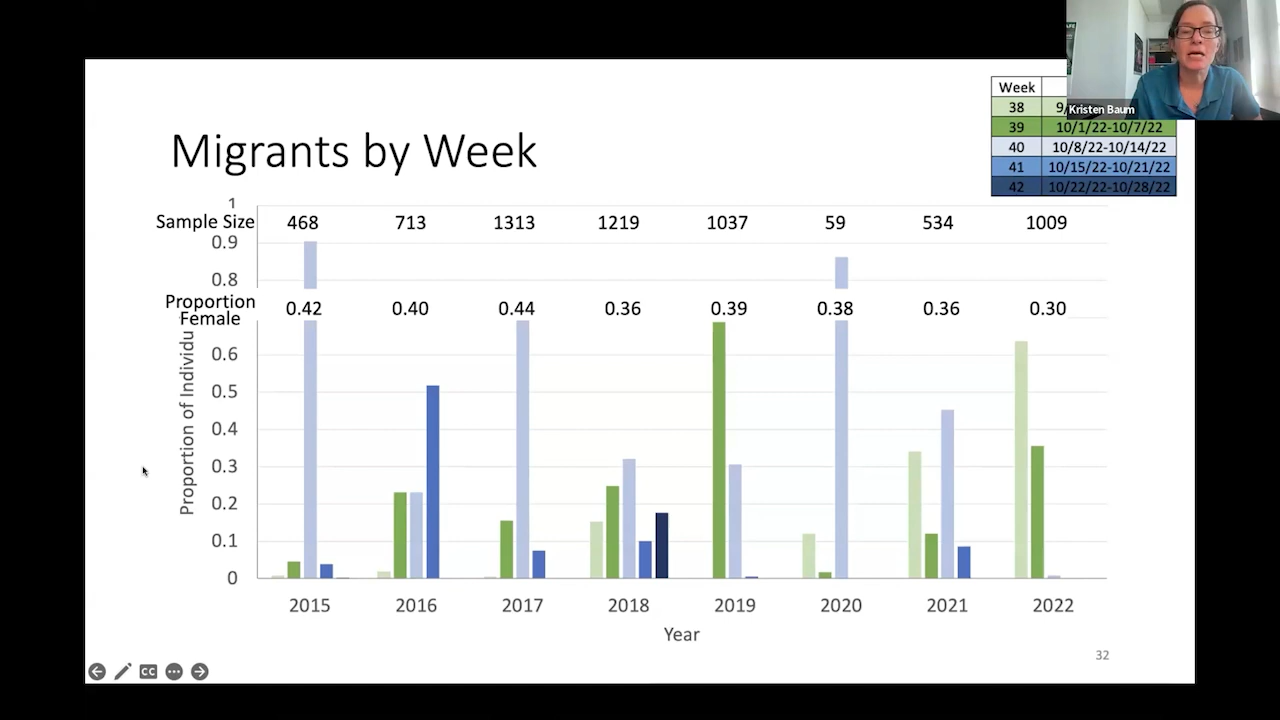 Kristen Baum
Week
38 9/
39 10/1/22-10/7/22
40 10/8/22-10/14/22
41 10/15/22-10/21/22
42 10/22/22-10/28/22
Migrants by Week
1
Sample Size 468 713 1313 1219 1037 59 534 1009
0.9
0.8
Proportion
Female 0.42 0.40 0.44 0.36 0.39 0.38 0.36 0.30
Proportion of Individu
0.6
0.5
0.4
0.3
0.2
0.1
0
2015 2016 2017 2018 2019 2020 2021 2022
Year
32
CC